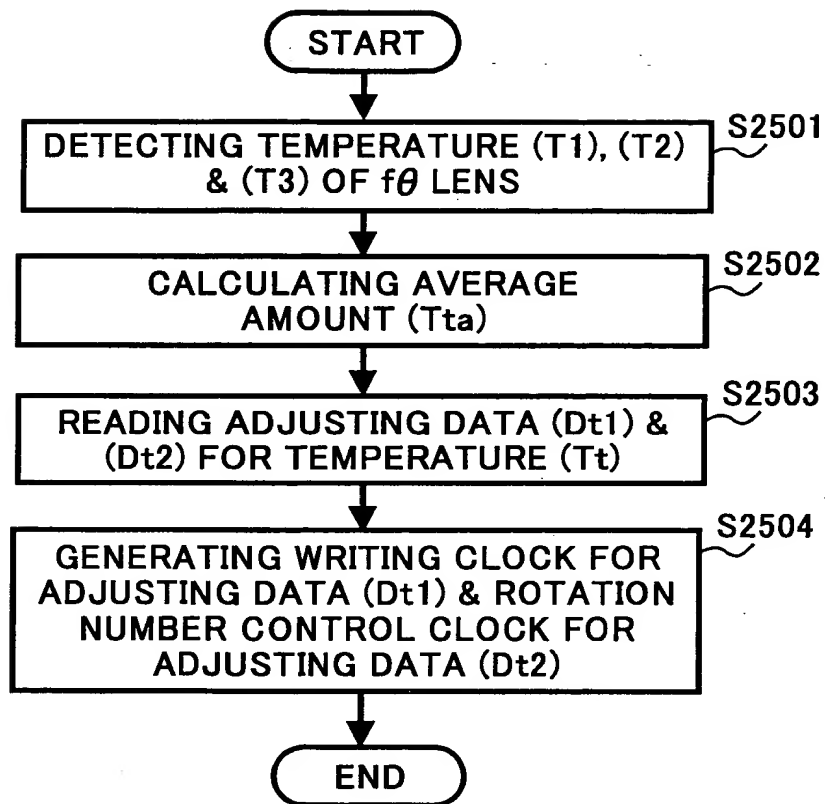 START
S2501
DETECTING TEMPERATURE (T1), (T2)
& (T3) OF fθ LENS
S2502
CALCULATING AVERAGE
AMOUNT (Tta)
S2503
READING ADJUSTING DATA (Dt1) &
(Dt2) FOR TEMPERATURE (Tt)
S2504
GENERATING WRITING CLOCK FOR
ADJUSTING DATA (Dt1) & ROTATION
NUMBER CONTROL CLOCK FOR
ADJUSTING DATA (Dt2)
END